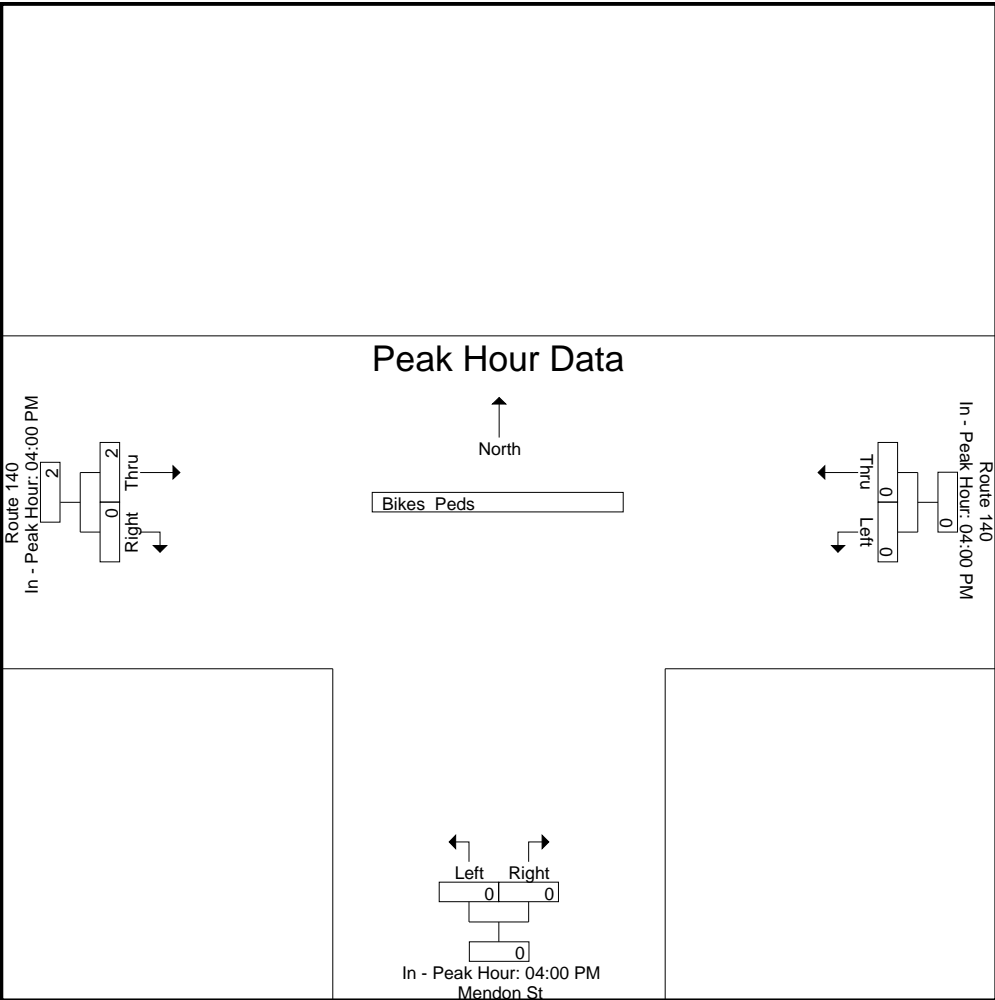 Peak Hour Data
North
Bikes Peds
Route 140
In - Peak Hour: 04:00 PM
2
2
0
Thru
Right
Route 140
In - Peak Hour: 04:00 PM
0
0
0
Thru
Left
Left Right
0 0
0
In - Peak Hour: 04:00 PM
Mendon St